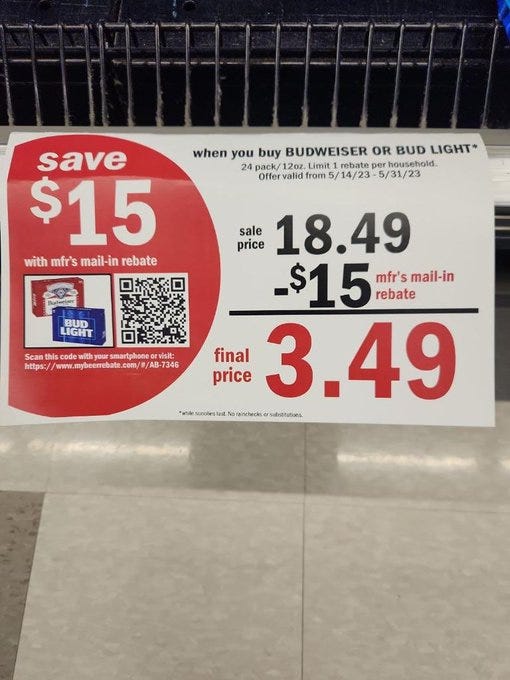 save
$15
with mfr's mail-in rebate
Budweiser
BUD
LIGHT
Scan this code with your smartphone or visit:
https://www.mybeerrebate.com/#/AB-7346
when you buy BUDWEISER OR BUD LIGHT*
24 pack/12oz. Limit 1 rebate per household.
Offer valid from 5/14/23 - 5/31/23
sale
price 18.49
-$15 mfr's mail-in
rebate
final
price 3.49
*while supplies last. No rainchecks or substitutions.